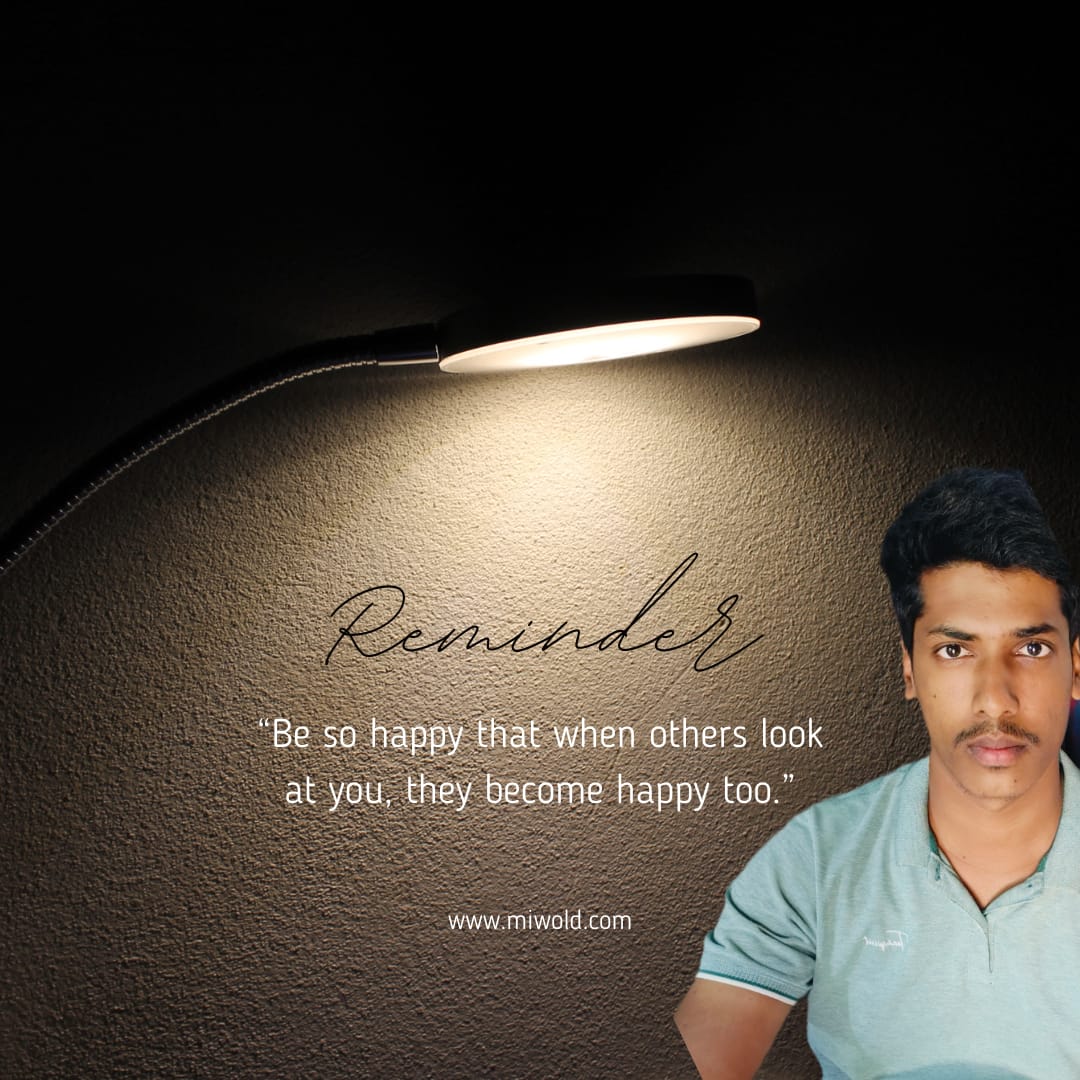 Reminder
“Be so happy that when others look
at you, they become happy too.”
www.miwold.com